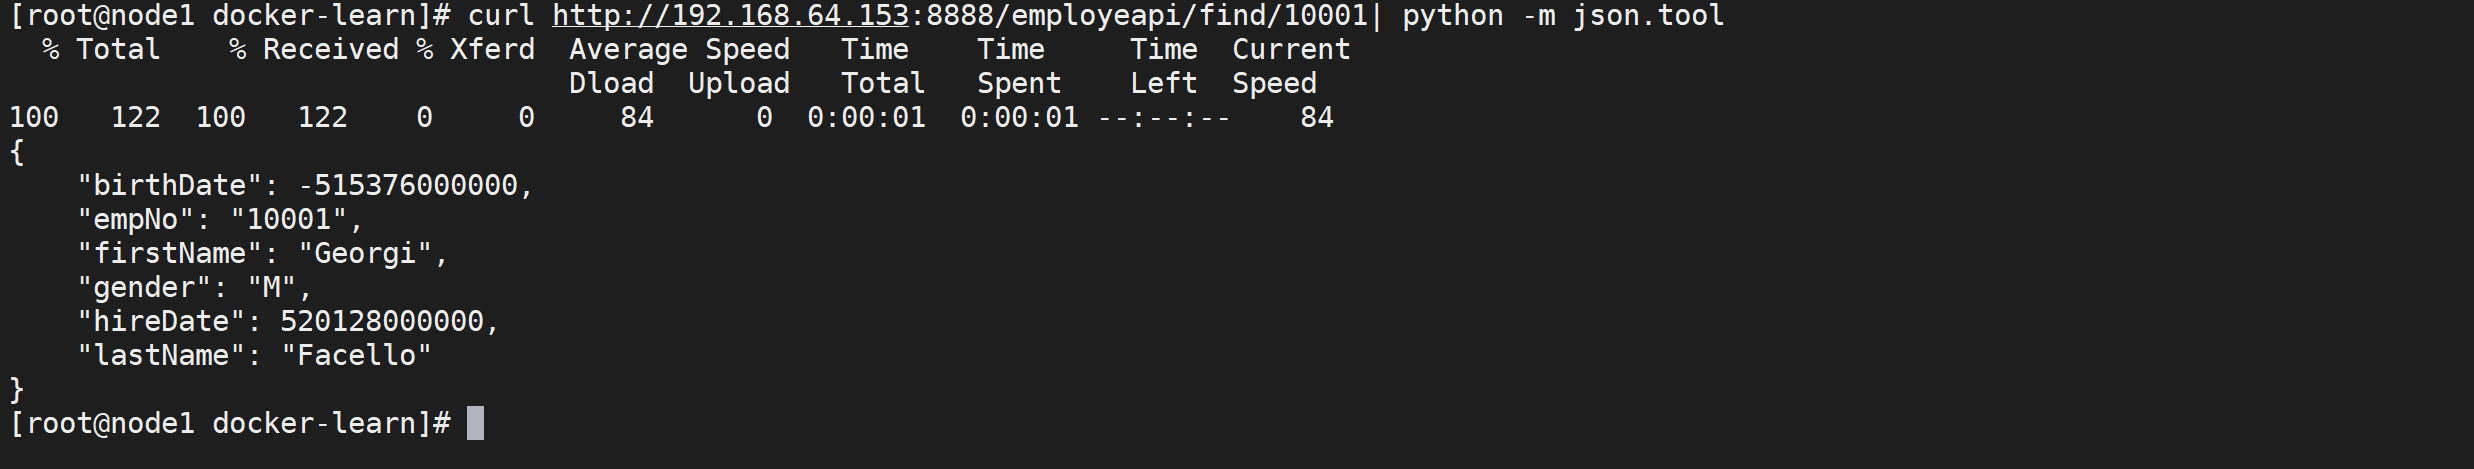 [root@node1 docker-learn]# curl http://192.168.64.153:8888/employeapi/find/10001| python -m json.tool
  % Total    % Received % Xferd  Average Speed   Time    Time     Time  Current
                                 Dload  Upload   Total   Spent    Left  Speed
100   122  100   122    0     0     84      0  0:00:01  0:00:01 --:--:--    84
{
    "birthDate": -515376000000,
    "empNo": "10001",
    "firstName": "Georgi",
    "gender": "M",
    "hireDate": 520128000000,
    "lastName": "Facello"
}
[root@node1 docker-learn]#